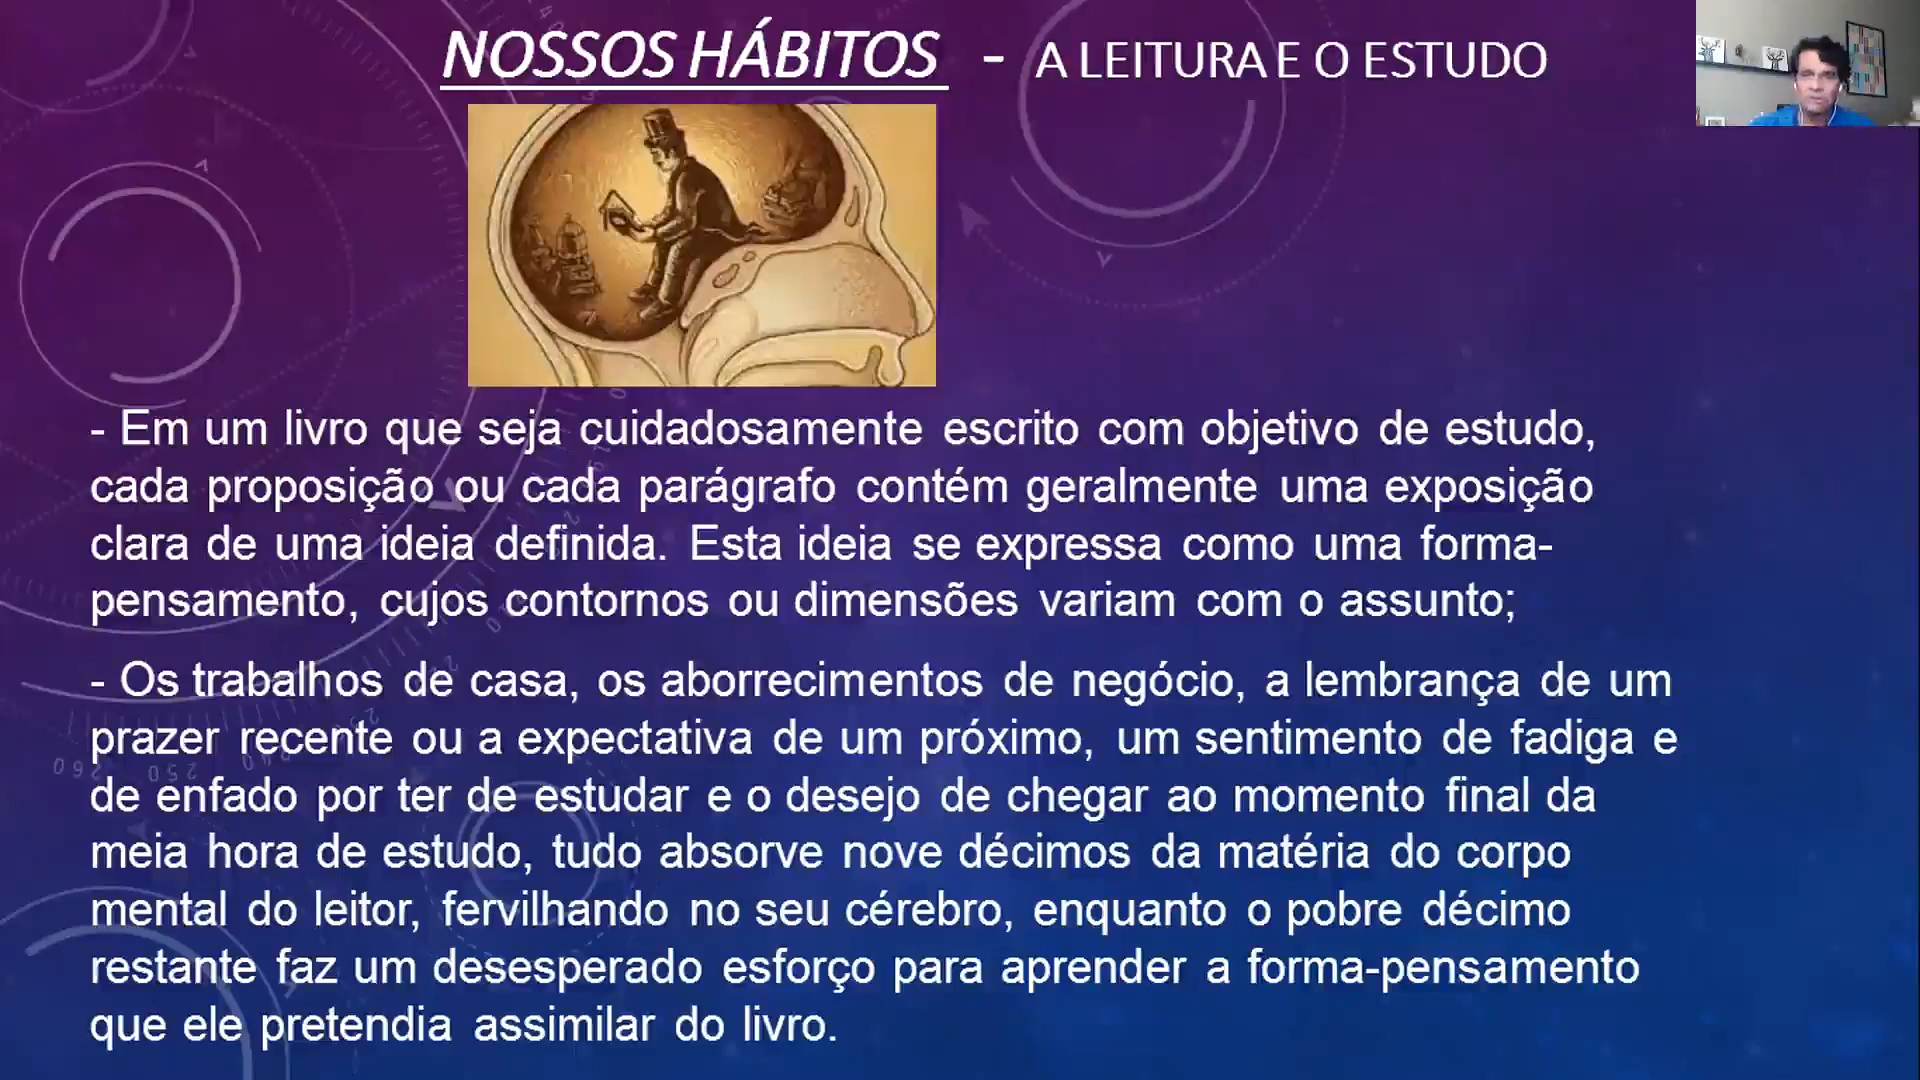 NOSSOS HÁBITOS - A LEITURA E O ESTUDO
- Em um livro que seja cuidadosamente escrito com objetivo de estudo,
cada proposição ou cada parágrafo contém geralmente uma exposição
clara de uma ideia definida. Esta ideia se expressa como uma forma-
pensamento, cujos contornos ou dimensões variam com o assunto;
- Os trabalhos de casa, os aborrecimentos de negócio, a lembrança de um
prazer recente ou a expectativa de um próximo, um sentimento de fadiga e
de enfado por ter de estudar e o desejo de chegar ao momento final da
meia hora de estudo, tudo absorve nove décimos da matéria do corpo
mental do leitor, fervilhando no seu cérebro, enquanto o pobre décimo
restante faz um desesperado esforço para aprender a forma-pensamento
que ele pretendia assimilar do livro.
260 250 240